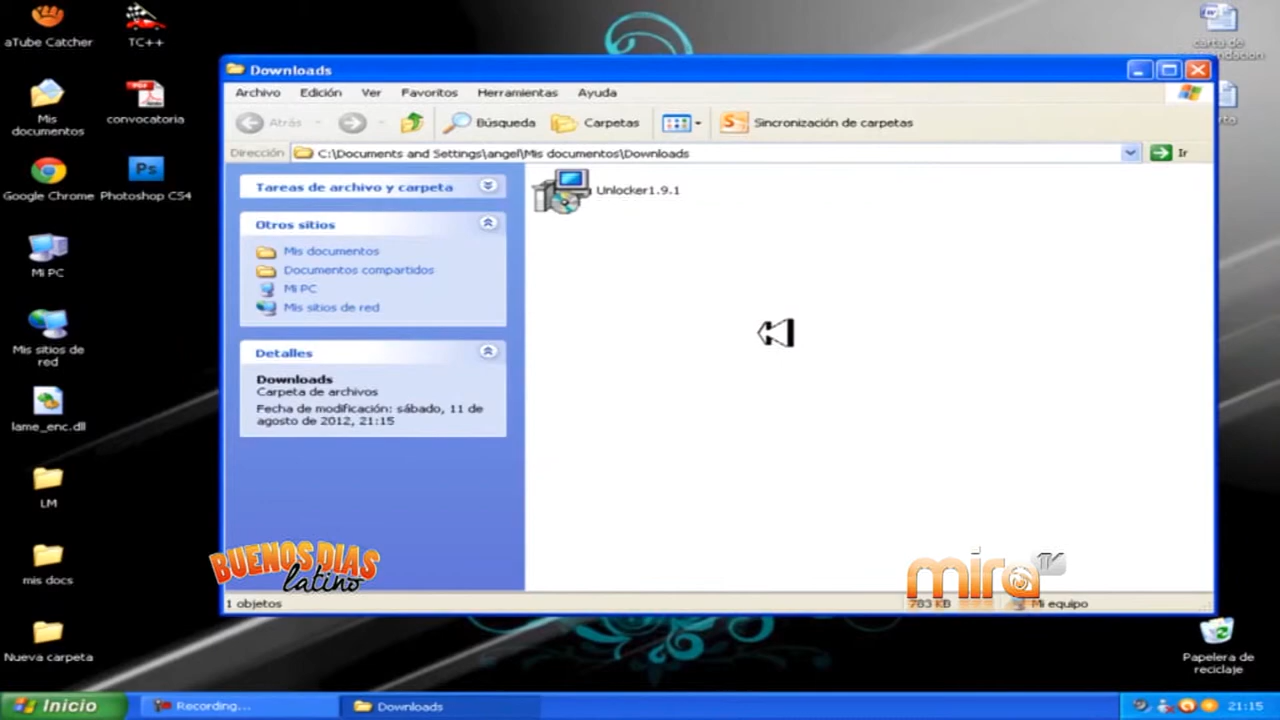 aTube Catcher
TC++
Mis documentos
convocatoria
Google Chrome
Photoshop CS4
Mi PC
Mis sitios de red
lame_enc.dll
LM
mis docs
Nueva carpeta
carta de
Downloads
Archivo Edición Ver Favoritos Herramientas Ayuda
Atrás Búsqueda Carpetas Sincronización de carpetas
Dirección C:\Documents and Settings\angel\Mis documentos\Downloads Ir
Tareas de archivo y carpeta
Otros sitios
Mis documentos
Documentos compartidos
Mi PC
Mis sitios de red
Detalles
Downloads
Carpeta de archivos
Fecha de modificación: sábado, 11 de
agosto de 2012, 21:15
Unlocker1.9.1
BUENOS DIAS
latino
mira TV
1 objetos 783 KB Mi equipo
Papelera de
reciclaje
Inicio Recording... Downloads 21:15